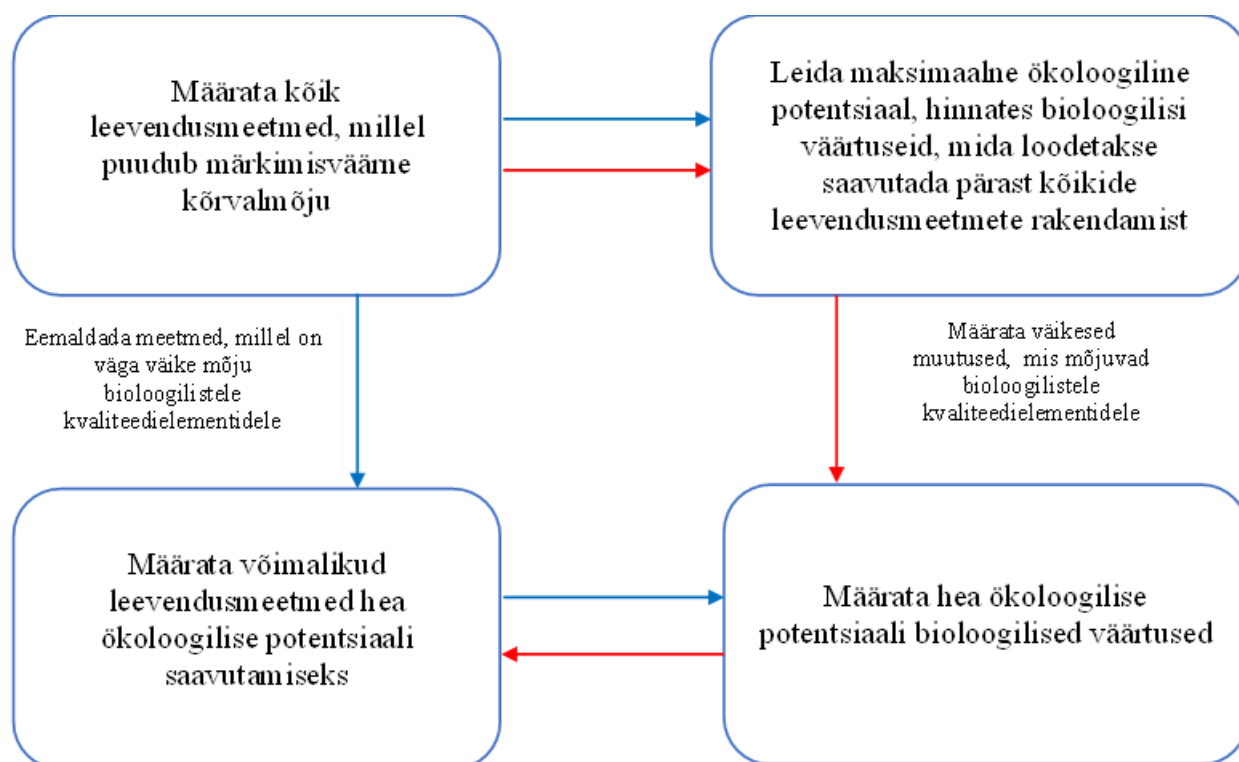 Määrata kõik
leevendusmeetmed, millel
puudub märkimisväärne
kõrvalmõju
Leida maksimaalne ökoloogiline
potentsiaal, hinnates bioloogilisi
väärtuseid, mida loodetakse
saavutada pärast kõikide
leevendusmeetmete rakendamist
Eemaldada meetmed, millel on
väga väike mõju
bioloogilistele
kvaliteedielementidele
Määrata väikesed
muutused, mis mõjuvad
bioloogilistele
kvaliteedielementidele
Määrata võimalikud
leevendusmeetmed hea
ökoloogilise potentsiaali
saavutamiseks
Määrata hea ökoloogilise
potentsiaali bioloogilised väärtused